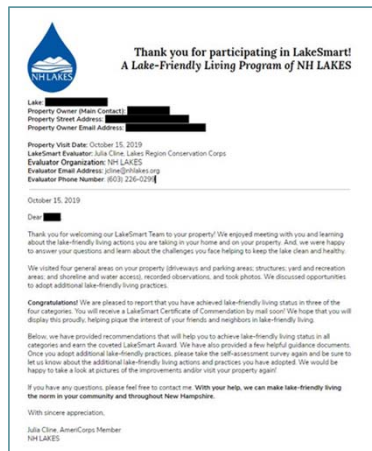 NH LAKES
Thank you for participating in LakeSmart!
A Lake-Friendly Living Program of NH LAKES
Lake:
Property Owner (Main Contact):
Property Street Address:
Property Owner Email Address:
Property Visit Date: October 15, 2019
LakeSmart Evaluator: Julia Cline, Lakes Region Conservation Corps
Evaluator Organization: NH LAKES
Evaluator Email Address: jcline@nhlakes.org
Evaluator Phone Number: (603) 226-0299
October 15, 2019
Dear
Thank you for welcoming our LakeSmart Team to your property! We enjoyed meeting with you and learning
about the lake-friendly living actions you are taking in your home and on your property. And, we were happy
to answer your questions and learn about the challenges you face helping to keep the lake clean and healthy.
We visited four general areas on your property (driveways and parking areas; structures; yard and recreation
areas; and shoreline and water access), recorded observations, and took photos. We discussed opportunities
to adopt additional lake-friendly living practices.
Congratulations! We are pleased to report that you have achieved lake-friendly living status in three of the
four categories. You will receive a LakeSmart Certificate of Commendation by mail soon! We hope that you will
display this proudly, helping pique the interest of your friends and neighbors in lake-friendly living.
Below, we have provided recommendations that will help you to achieve lake-friendly living status in all
categories and earn the coveted LakeSmart Award. We have also provided a few helpful guidance documents.
Once you adopt additional lake-friendly practices, please take the self-assessment survey again and be sure to
let us know about the additional lake-friendly living actions and practices you have adopted. We would be
happy to take a look at pictures of the improvements and/or visit your property again!
If you have any questions, please feel free to contact me. With your help, we can make lake-friendly living
the norm in your community and throughout New Hampshire.
With sincere appreciation,
Julia Cline, AmeriCorps Member
NH LAKES